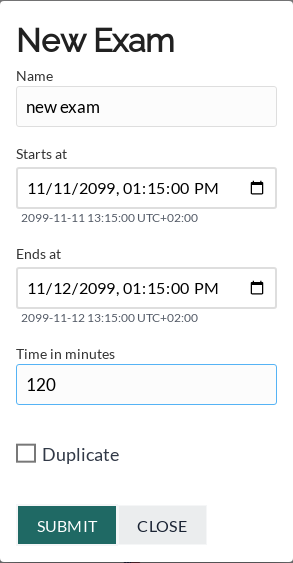 New Exam
Name
new exam
Starts at
11/11/2099, 01:15:00 PM
2099-11-11 13:15:00 UTC+02:00
Ends at
11/12/2099, 01:15:00 PM
2099-11-12 13:15:00 UTC+02:00
Time in minutes
120
Duplicate
SUBMIT CLOSE